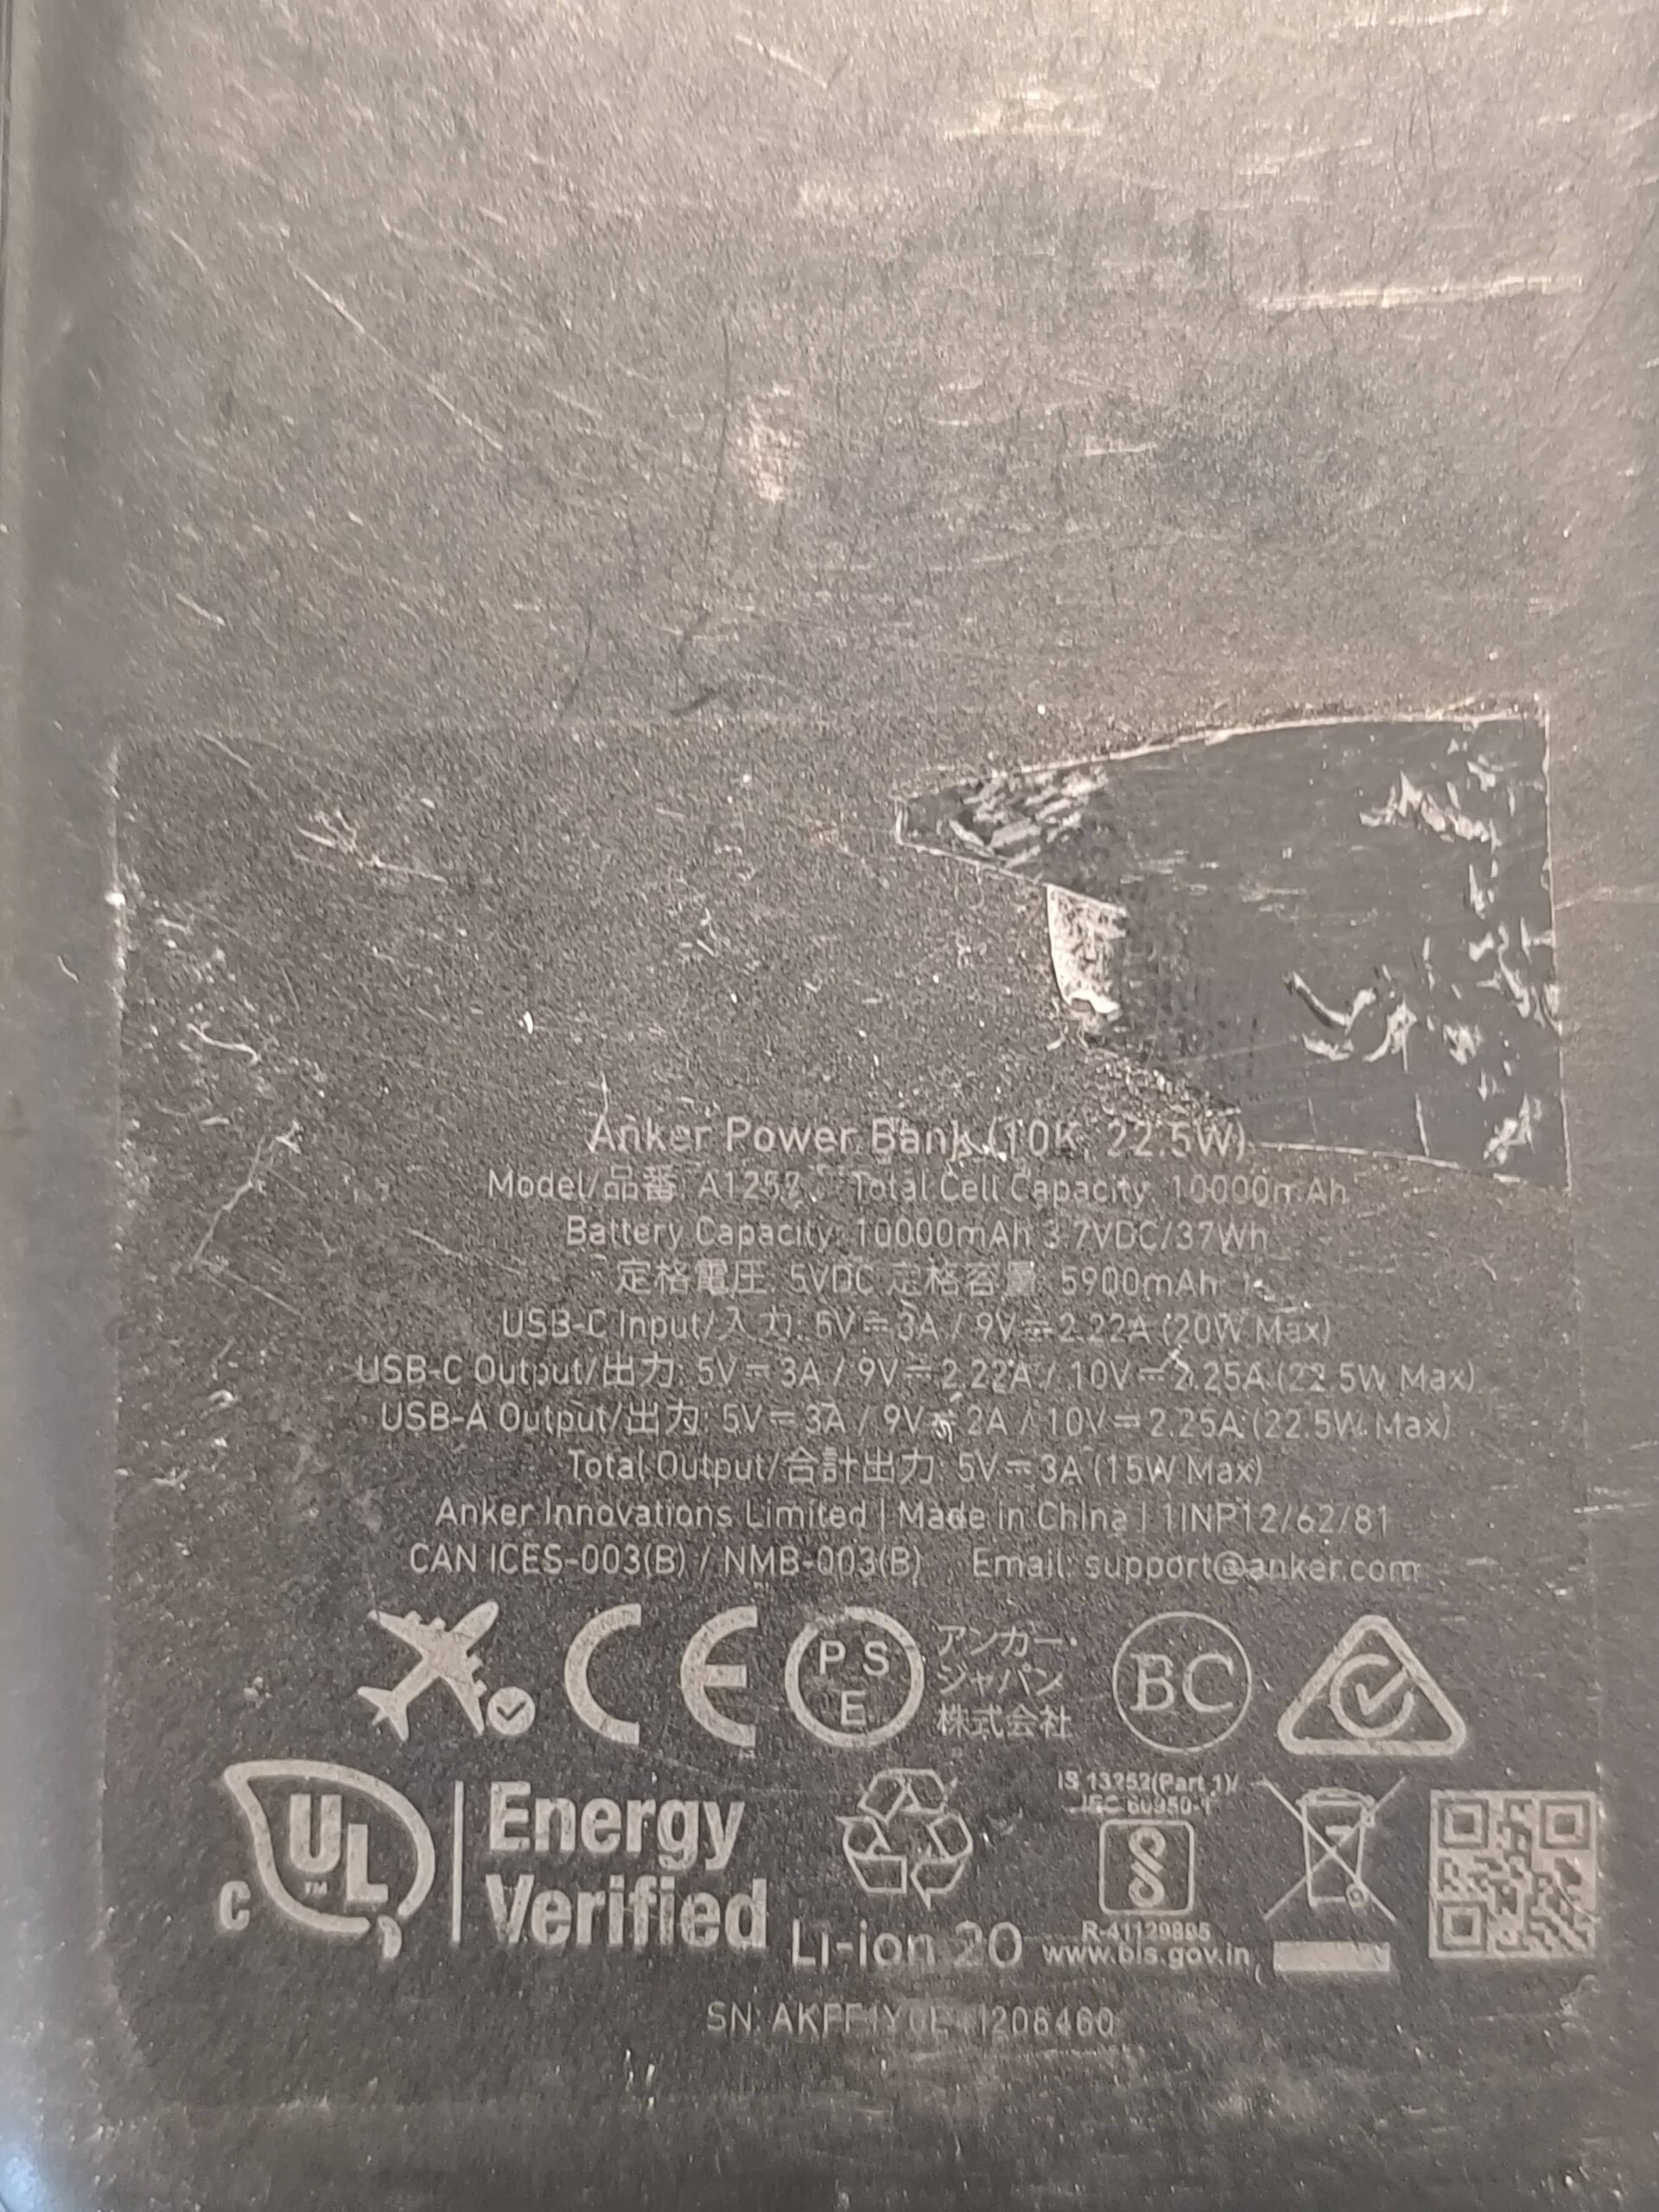 Anker Power Bank (10K, 22.5W)
Model/品番: Total Cell Capacity: 10000mAh
Battery Capacity: 10000mAh 3.7VDC/37Wh
定格電圧: 5VDC 定格容量: 5900mAh
USB-C Input/入力: 5V⎓3A / 9V⎓2.22A (20W Max)
USB-C Output/出力: 5V⎓3A / 9V⎓2.22A / 10V⎓2.25A (22.5W Max)
USB-A Output/出力: 5V⎓3A / 9V⎓2A / 10V⎓2.25A (22.5W Max)
Total Output/合計出力: 5V⎓3A (15W Max)
Anker Innovations Limited | Made in China | 1INP12/62/81
CAN ICES-003(B) / NMB-003(B) Email: support@anker.com
CE
PSE
アンカー・
ジャパン
株式会社
BC
C UL ™
Energy
Verified
Li-ion 20
IS 13252(Part 1)/
IEC 60950-1
www.bis.gov.in
SN: